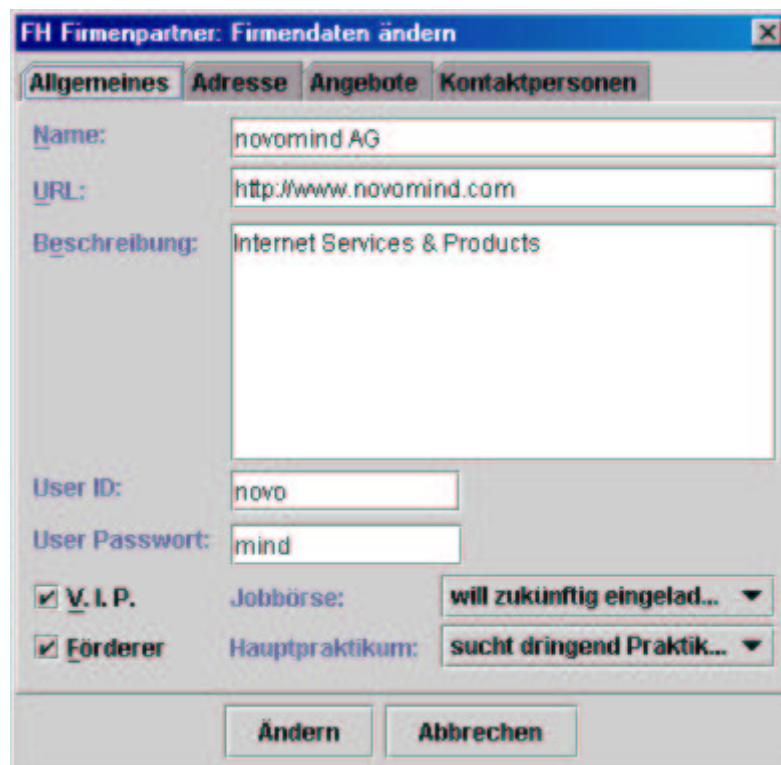 FH Firmenpartner: Firmendaten ändern
Allgemeines Adresse Angebote Kontaktpersonen
Name: novomind AG
URL: http://www.novomind.com
Beschreibung: Internet Services & Products
User ID: novo
User Passwort: mind
V. I. P. Jobbörse: will zukünftig eingelad...
Förderer Hauptpraktikum: sucht dringend Praktik...
Ändern Abbrechen